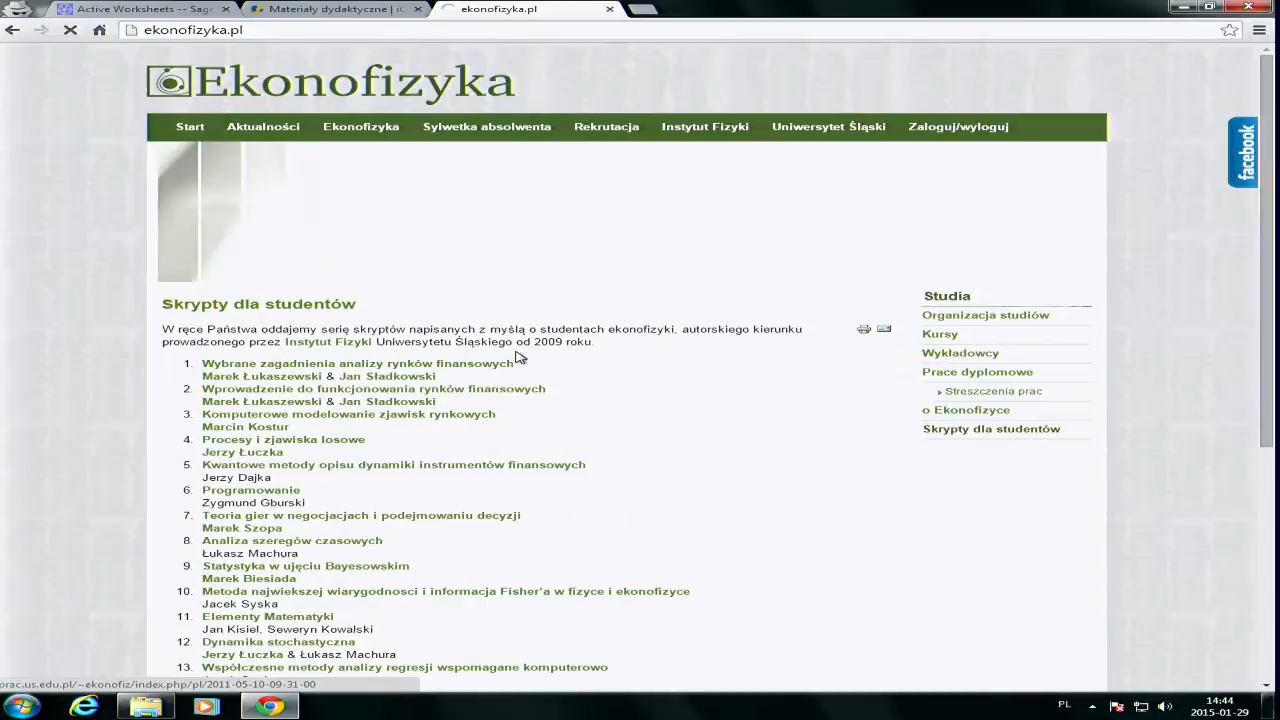 Active Worksheets -- Sage
Materiały dydaktyczne | i
ekonofizyka.pl
ekonofizyka.pl
Ekonofizyka
Start Aktualności Ekonofizyka Sylwetka absolwenta Rekrutacja Instytut Fizyki Uniwersytet Śląski Zaloguj/wyloguj
facebook
Skrypty dla studentów
W ręce Państwa oddajemy serię skryptów napisanych z myślą o studentach ekonofizyki, autorskiego kierunku
prowadzonego przez Instytut Fizyki Uniwersytetu Śląskiego od 2009 roku.
1. Wybrane zagadnienia analizy rynków finansowych
Marek Łukaszewski & Jan Sładkowski
2. Wprowadzenie do funkcjonowania rynków finansowych
Marek Łukaszewski & Jan Sładkowski
3. Komputerowe modelowanie zjawisk rynkowych
Marcin Kostur
4. Procesy i zjawiska losowe
Jerzy Łuczka
5. Kwantowe metody opisu dynamiki instrumentów finansowych
Jerzy Dajka
6. Programowanie
Zygmund Gburski
7. Teoria gier w negocjacjach i podejmowaniu decyzji
Marek Szopa
8. Analiza szeregów czasowych
Łukasz Machura
9. Statystyka w ujęciu Bayesowskim
Marek Biesiada
10. Metoda najwiekszej wiarygodnosci i informacja Fisher'a w fizyce i ekonofizyce
Jacek Syska
11. Elementy Matematyki
Jan Kisiel, Seweryn Kowalski
12. Dynamika stochastyczna
Jerzy Łuczka & Łukasz Machura
13. Współczesne metody analizy regresji wspomagane komputerowo
Studia
Organizacja studiów
Kursy
Wykładowcy
Prace dyplomowe
Streszczenia prac
o Ekonofizyce
Skrypty dla studentów
prac.us.edu.pl/~ekonofiz/index.php/pl/2011-05-10-09-31-00
PL
14:44
2015-01-29